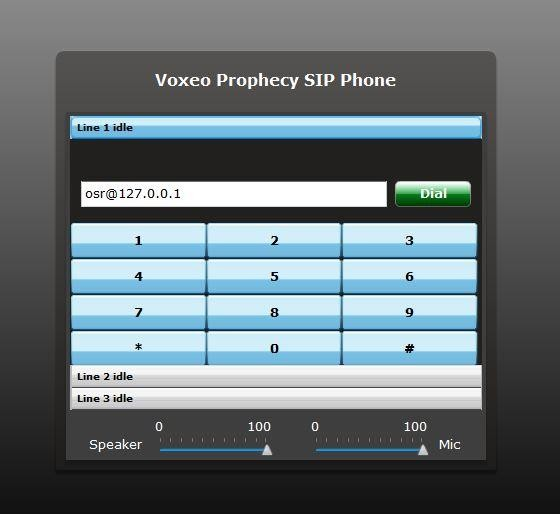 Voxeo Prophecy SIP Phone
Line 1 idle
osr@127.0.0.1 Dial
1 2 3
4 5 6
7 8 9
* 0 #
Line 2 idle
Line 3 idle
0 100 0 100
Speaker Mic